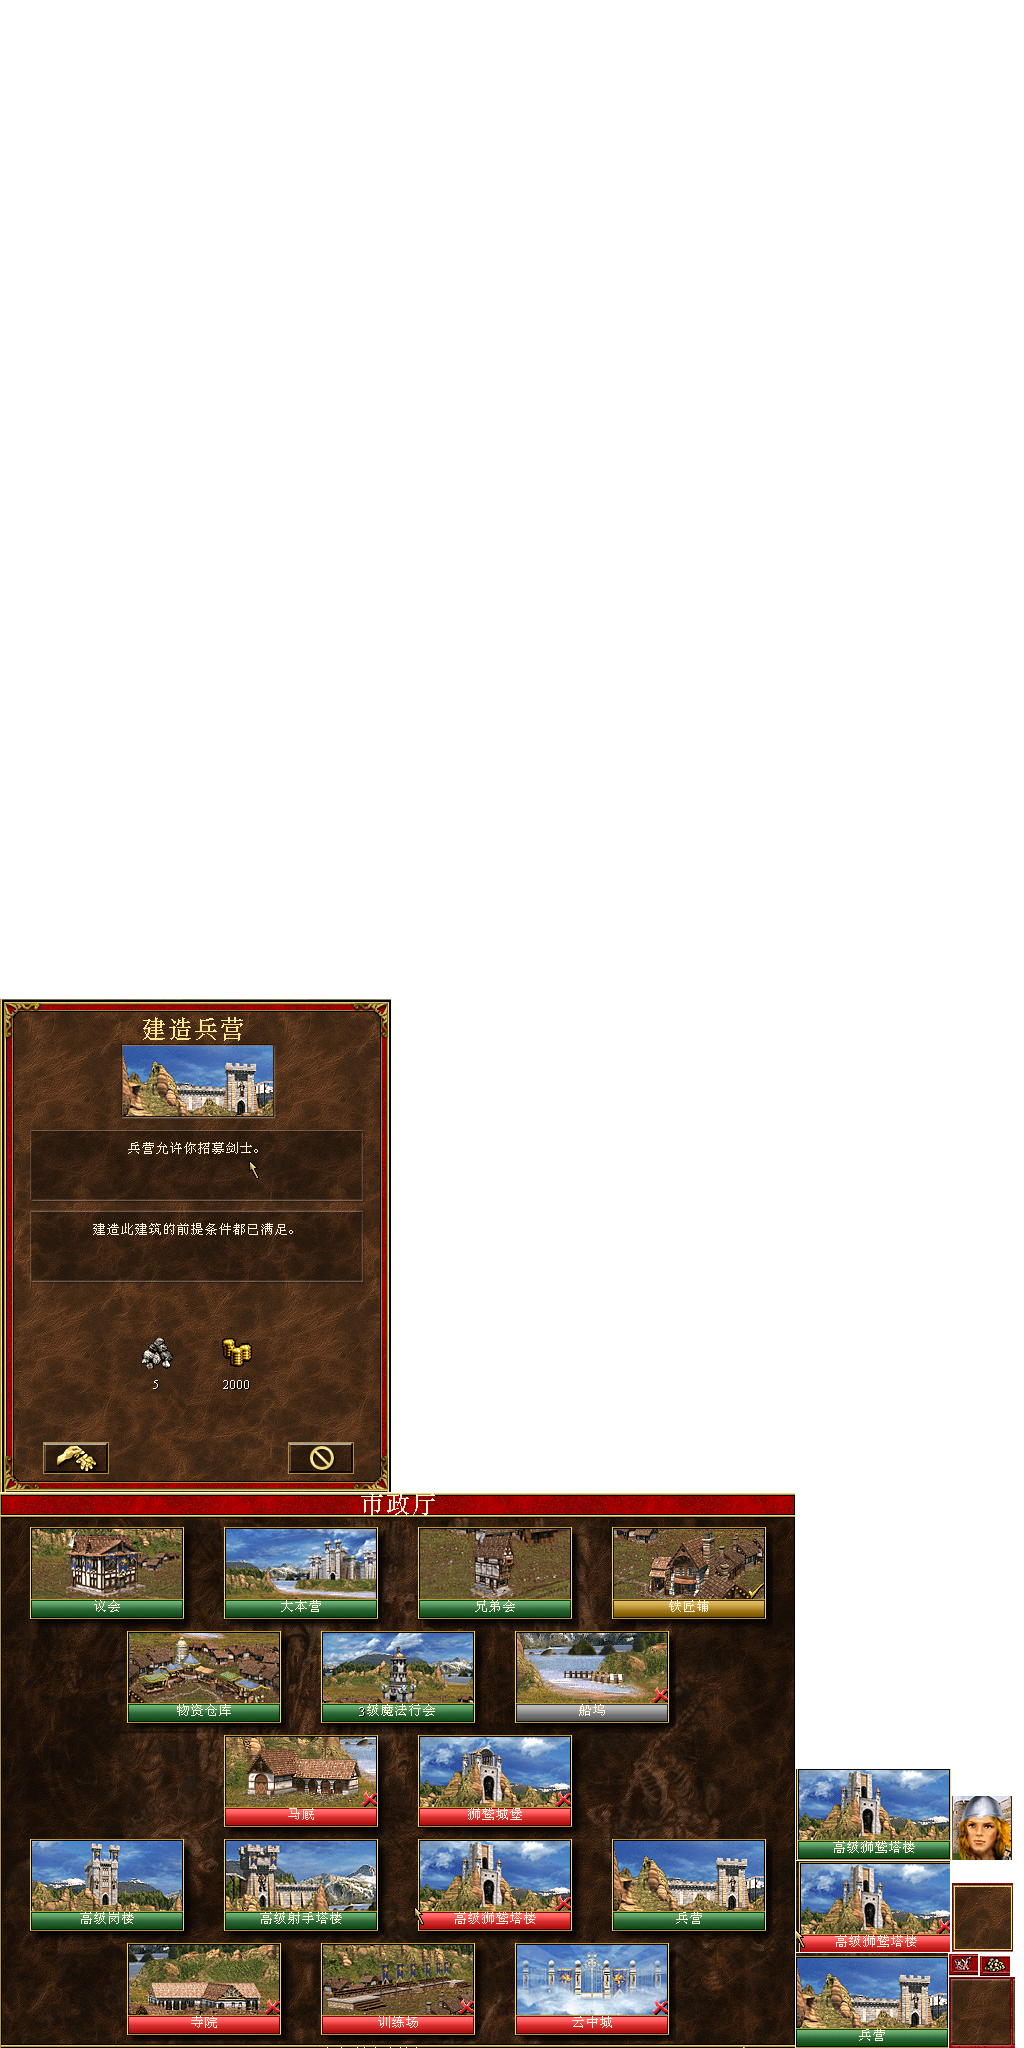 建造兵营
兵营允许你招募剑士。
建造此建筑的前提条件都已满足。
5
2000
市政厅
议会
大本营
兄弟会
铁匠铺
物资仓库
3级魔法行会
船坞
马厩
狮鹫城堡
高级岗楼
高级射手塔楼
高级狮鹫塔楼
兵营
寺院
训练场
云中城
高级狮鹫塔楼
高级狮鹫塔楼
兵营